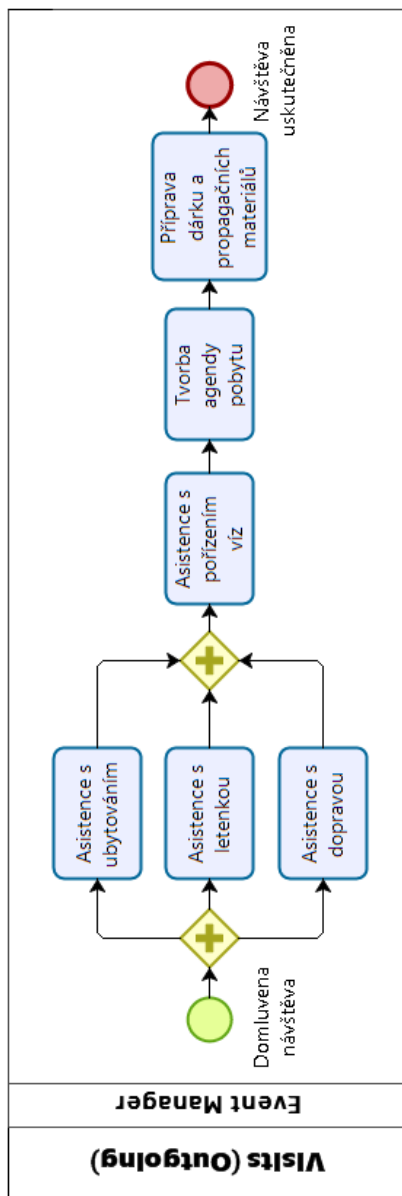 Visits (Outgoing)
Event Manager
Domluvena
návštěva
Asistence s
ubytováním
Asistence s
letenkou
Asistence s
dopravou
Asistence s
pořízením
víz
Tvorba
agendy
pobytu
Příprava
dárku a
propagačních
materiálů
Návštěva
uskutečněna